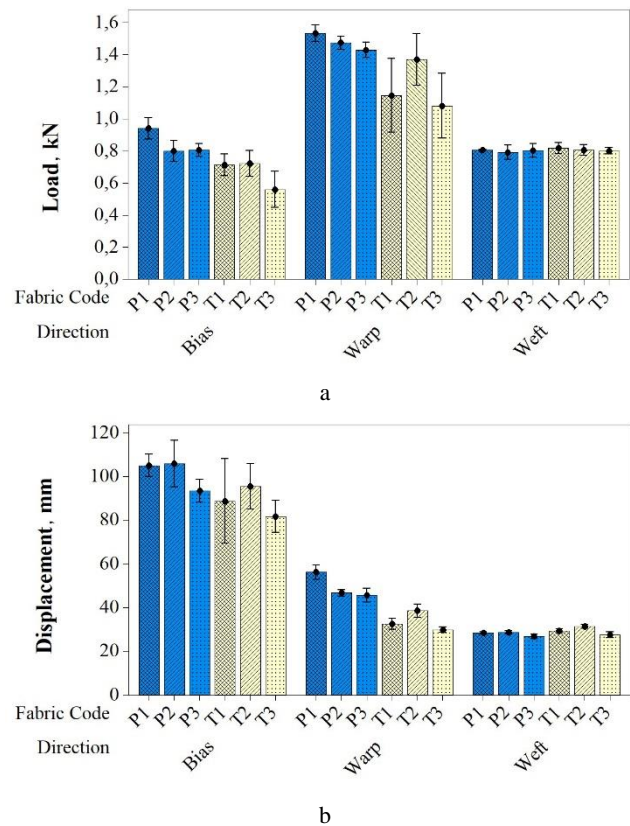 1,6
1,4
1,2
1,0
0,8
0,6
0,4
0,2
0,0
Load, kN
Fabric Code
P1 P2 P3 T1 T2 T3 P1 P2 P3 T1 T2 T3 P1 P2 P3 T1 T2 T3
Direction
Bias Warp Weft
a
120
100
80
60
40
20
0
Displacement, mm
Fabric Code
P1 P2 P3 T1 T2 T3 P1 P2 P3 T1 T2 T3 P1 P2 P3 T1 T2 T3
Direction
Bias Warp Weft
b